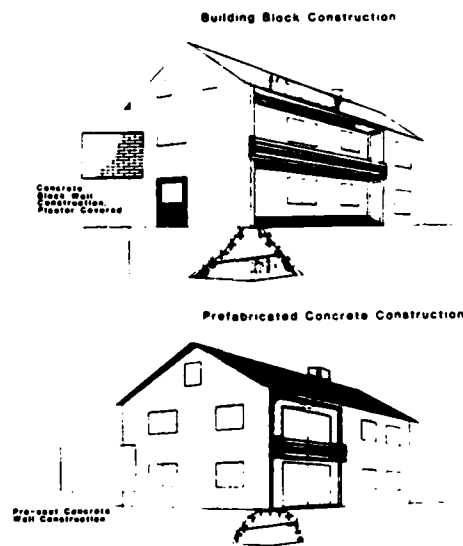 Building Block Construction
Concrete
Block Wall
Construction,
Plaster Covered
Prefabricated Concrete Construction
Pre-cast Concrete
Wall Construction